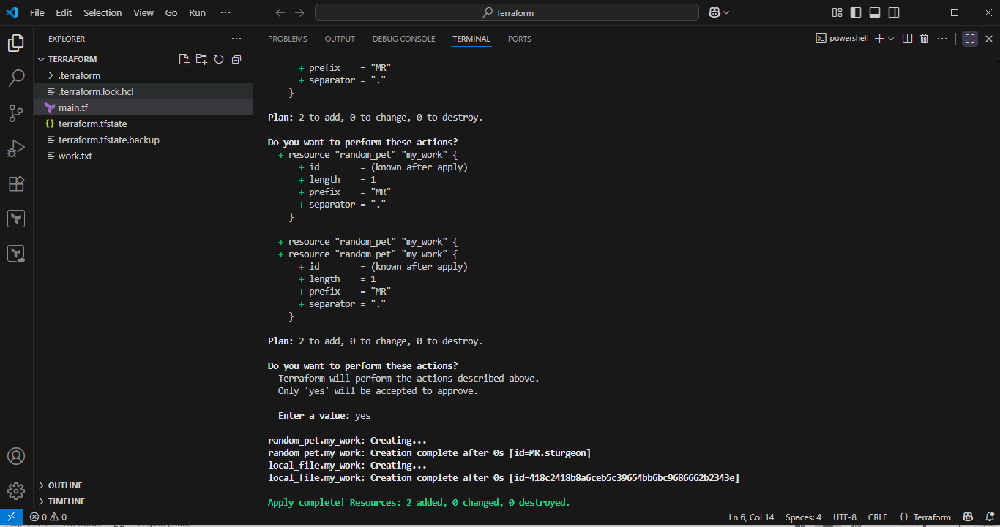 File Edit Selection View Go Run ···
Terraform
EXPLORER ···
TERRAFORM
.terraform
.terraform.lock.hcl
main.tf
terraform.tfstate
terraform.tfstate.backup
work.txt
OUTLINE
TIMELINE
PROBLEMS OUTPUT DEBUG CONSOLE TERMINAL PORTS
powershell
+ prefix    = "MR"
+ separator = "."
}
Plan: 2 to add, 0 to change, 0 to destroy.
Do you want to perform these actions?
+ resource "random_pet" "my_work" {
+ id        = (known after apply)
+ length    = 1
+ prefix    = "MR"
+ separator = "."
}
+ resource "random_pet" "my_work" {
+ resource "random_pet" "my_work" {
+ id        = (known after apply)
+ length    = 1
+ prefix    = "MR"
+ separator = "."
}
Plan: 2 to add, 0 to change, 0 to destroy.
Do you want to perform these actions?
Terraform will perform the actions described above.
Only 'yes' will be accepted to approve.
Enter a value: yes
random_pet.my_work: Creating...
random_pet.my_work: Creation complete after 0s [id=MR.sturgeon]
local_file.my_work: Creating...
local_file.my_work: Creation complete after 0s [id=418c2418b8a6ceb5c39654bb6bc9686662b2343e]
Apply complete! Resources: 2 added, 0 changed, 0 destroyed.
0 0
Ln 6, Col 14 Spaces: 4 UTF-8 CRLF {} Terraform